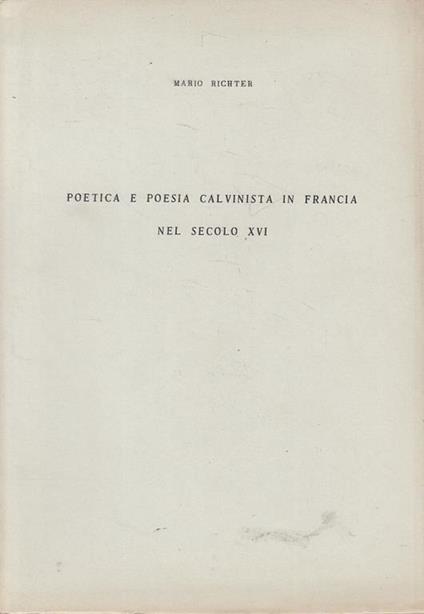 MARIO RICHTER
POETICA E POESIA CALVINISTA IN FRANCIA
NEL SECOLO XVI